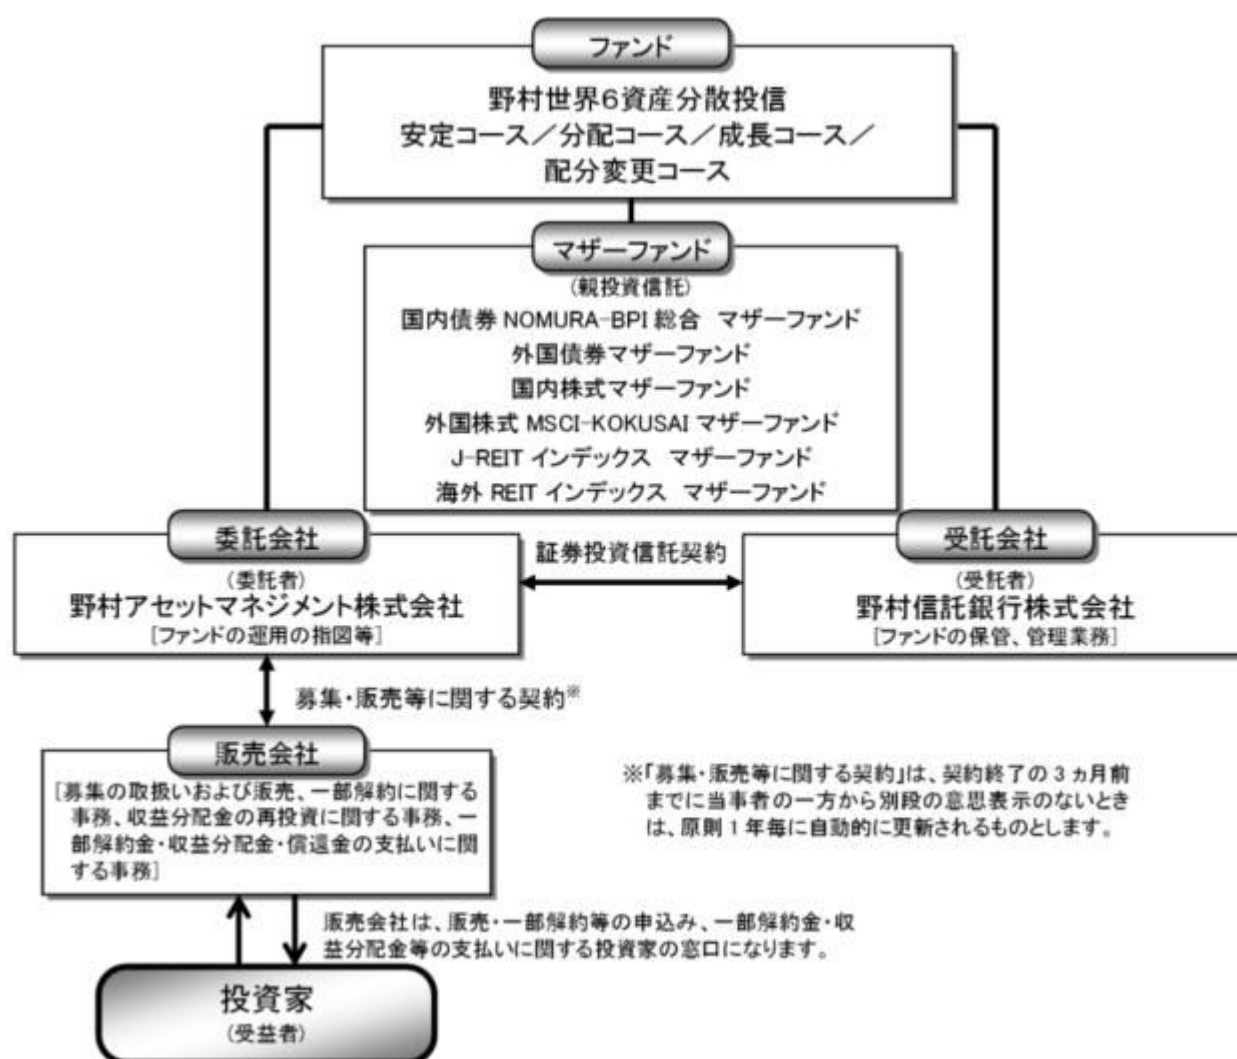 ファンド
野村世界6資産分散投信
安定コース／分配コース／成長コース／
配分変更コース
マザーファンド
(親投資信託)
国内債券 NOMURA-BPI 総合　マザーファンド
外国債券マザーファンド
国内株式マザーファンド
外国株式 MSCI-KOKUSAI マザーファンド
J-REIT インデックス　マザーファンド
海外 REIT インデックス　マザーファンド
委託会社
(委託者)
野村アセットマネジメント株式会社
[ファンドの運用の指図等]
証券投資信託契約
受託会社
(受託者)
野村信託銀行株式会社
[ファンドの保管、管理業務]
募集・販売等に関する契約※
販売会社
[募集の取扱いおよび販売、一部解約に関する
事務、収益分配金の再投資に関する事務、一
部解約金・収益分配金・償還金の支払いに関
する事務]
※「募集・販売等に関する契約」は、契約終了の 3 ヵ月前
までに当事者の一方から別段の意思表示のないとき
は、原則 1 年毎に自動的に更新されるものとします。
販売会社は、販売・一部解約等の申込み、一部解約金・収
益分配金等の支払いに関する投資家の窓口になります。
投資家
(受益者)